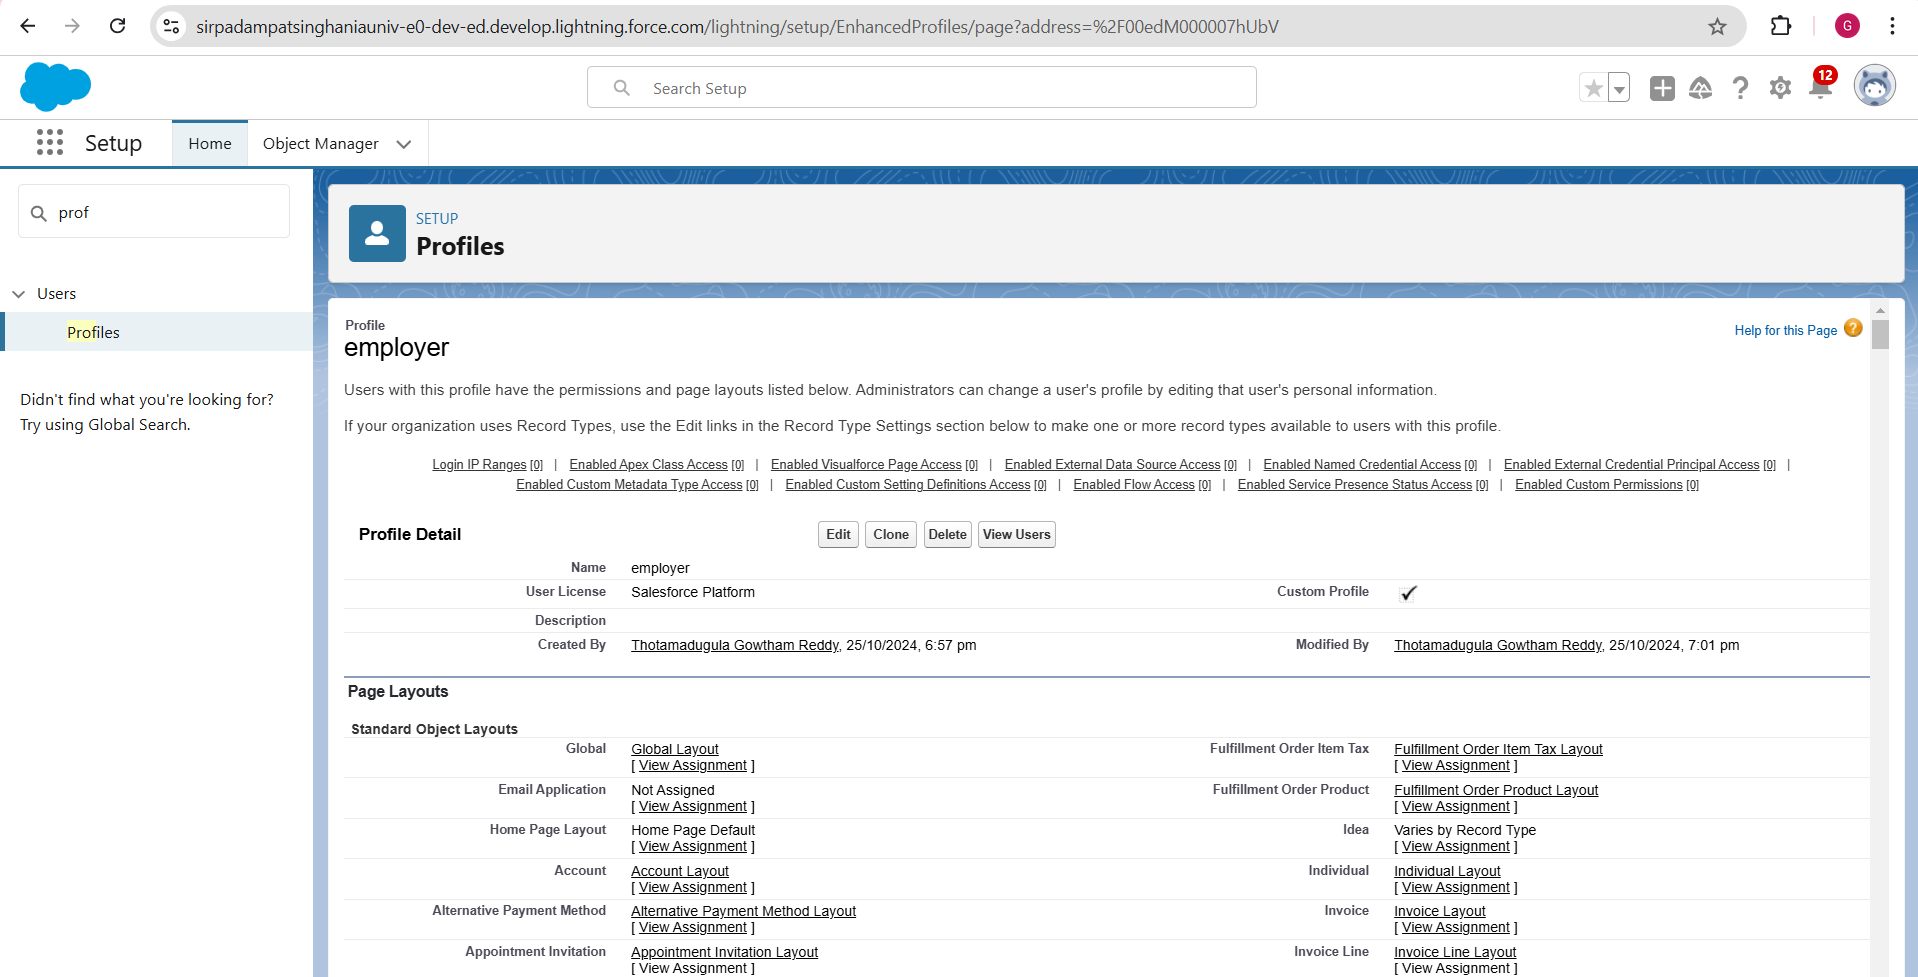 sirpadampatsinghaniauniv-e0-dev-ed.develop.lightning.force.com/lightning/setup/EnhancedProfiles/page?address=%2F00edM000007hUbV
G
Search Setup
12
Setup
Home
Object Manager
prof
Users
Profiles
Didn't find what you're looking for?
Try using Global Search.
SETUP
Profiles
Profile
employer
Help for this Page ?
Users with this profile have the permissions and page layouts listed below. Administrators can change a user's profile by editing that user's personal information.
If your organization uses Record Types, use the Edit links in the Record Type Settings section below to make one or more record types available to users with this profile.
Login IP Ranges [0] | Enabled Apex Class Access [0] | Enabled Visualforce Page Access [0] | Enabled External Data Source Access [0] | Enabled Named Credential Access [0] | Enabled External Credential Principal Access [0] |
Enabled Custom Metadata Type Access [0] | Enabled Custom Setting Definitions Access [0] | Enabled Flow Access [0] | Enabled Service Presence Status Access [0] | Enabled Custom Permissions [0]
Profile Detail Edit Clone Delete View Users
Name employer
User License Salesforce Platform Custom Profile
Description
Created By Thotamadugula Gowtham Reddy, 25/10/2024, 6:57 pm Modified By Thotamadugula Gowtham Reddy, 25/10/2024, 7:01 pm
Page Layouts
Standard Object Layouts
Global Global Layout Fulfillment Order Item Tax Fulfillment Order Item Tax Layout
[ View Assignment ] [ View Assignment ]
Email Application Not Assigned Fulfillment Order Product Fulfillment Order Product Layout
[ View Assignment ] [ View Assignment ]
Home Page Layout Home Page Default Idea Varies by Record Type
[ View Assignment ] [ View Assignment ]
Account Account Layout Individual Individual Layout
[ View Assignment ] [ View Assignment ]
Alternative Payment Method Alternative Payment Method Layout Invoice Invoice Layout
[ View Assignment ] [ View Assignment ]
Appointment Invitation Appointment Invitation Layout Invoice Line Invoice Line Layout
[ View Assignment ] [ View Assignment ]